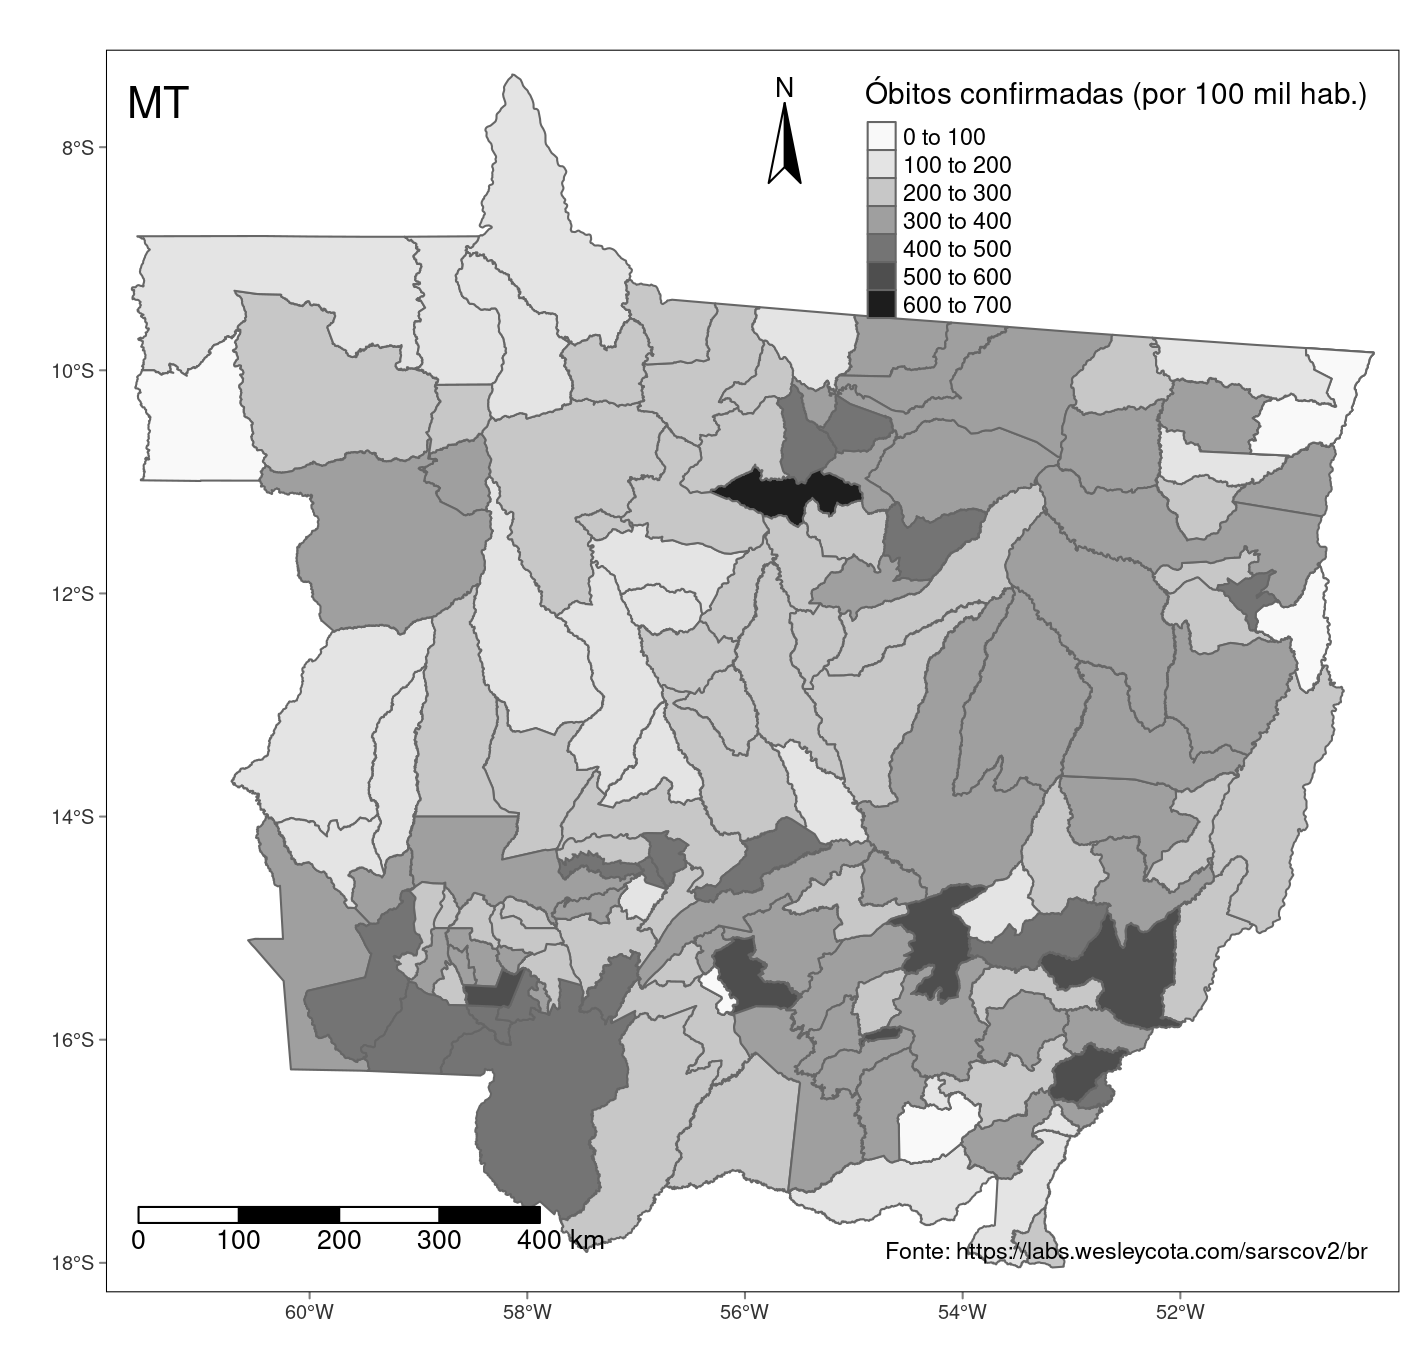 MT
N
Óbitos confirmadas (por 100 mil hab.)
0 to 100
100 to 200
200 to 300
300 to 400
400 to 500
500 to 600
600 to 700
8°S
10°S
12°S
14°S
16°S
18°S
0 100 200 300 400 km
Fonte: https://labs.wesleycota.com/sarscov2/br
60°W 58°W 56°W 54°W 52°W